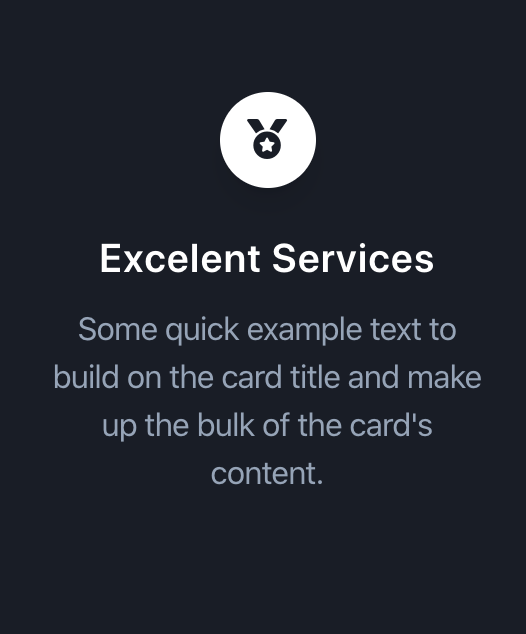 Excelent Services
Some quick example text to
build on the card title and make
up the bulk of the card's
content.